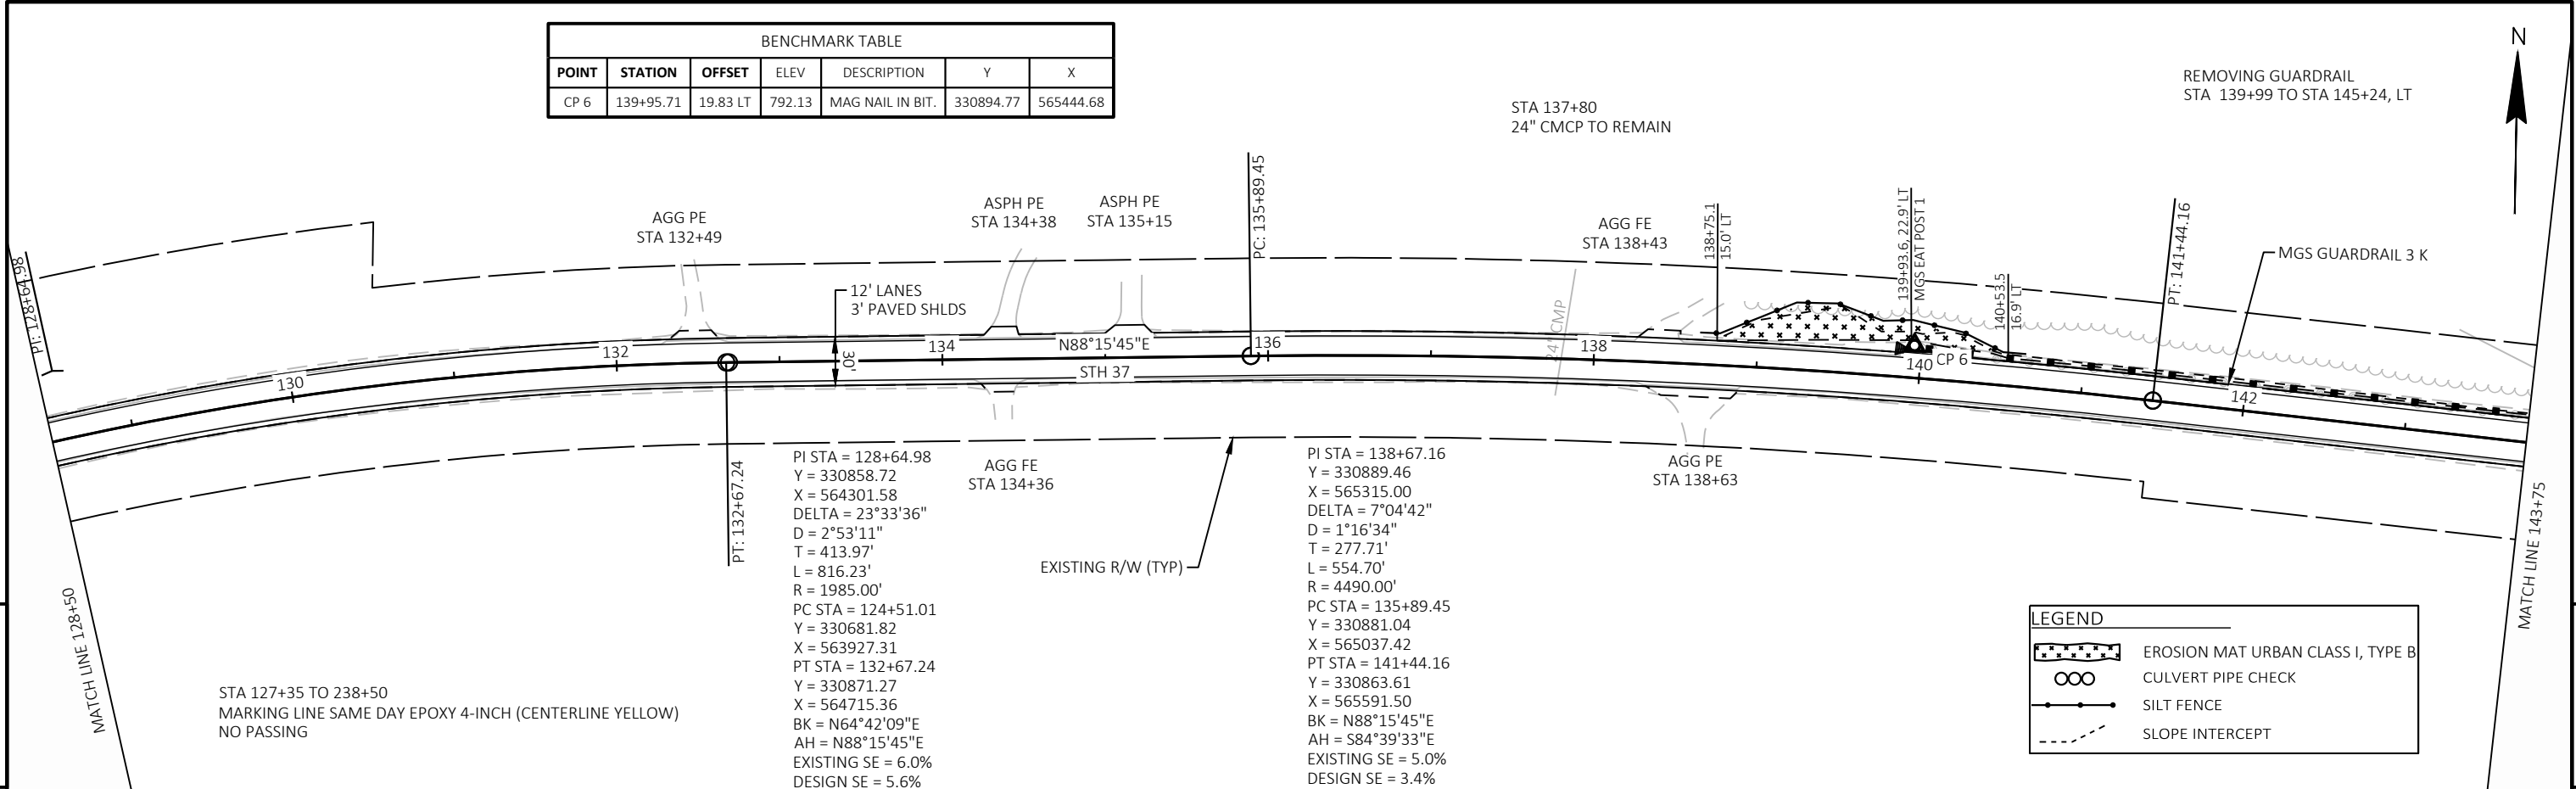 BENCHMARK TABLE
POINT STATION OFFSET ELEV DESCRIPTION Y X
CP 6 139+95.71 19.83 LT 792.13 MAG NAIL IN BIT. 330894.77 565444.68
N
REMOVING GUARDRAIL
STA 139+99 TO STA 145+24, LT
STA 137+80
24" CMCP TO REMAIN
PI: 128+64.98
AGG PE
STA 132+49
ASPH PE
STA 134+38
ASPH PE
STA 135+15
PC: 135+89.45
AGG FE
STA 138+43
138+75.1
15.0' LT
139+93.6, 22.9' LT
MGS EAT POST 1
140+53.5
16.9' LT
PT: 141+44.16
MGS GUARDRAIL 3 K
12' LANES
3' PAVED SHLDS
30'
24" CMP
130
132
134
N88°15'45"E
136
138
140
CP 6
142
STH 37
PT: 132+67.24
AGG FE
STA 134+36
AGG PE
STA 138+63
EXISTING R/W (TYP)
PI STA = 128+64.98
Y = 330858.72
X = 564301.58
DELTA = 23°33'36"
D = 2°53'11"
T = 413.97'
L = 816.23'
R = 1985.00'
PC STA = 124+51.01
Y = 330681.82
X = 563927.31
PT STA = 132+67.24
Y = 330871.27
X = 564715.36
BK = N64°42'09"E
AH = N88°15'45"E
EXISTING SE = 6.0%
DESIGN SE = 5.6%
PI STA = 138+67.16
Y = 330889.46
X = 565315.00
DELTA = 7°04'42"
D = 1°16'34"
T = 277.71'
L = 554.70'
R = 4490.00'
PC STA = 135+89.45
Y = 330881.04
X = 565037.42
PT STA = 141+44.16
Y = 330863.61
X = 565591.50
BK = N88°15'45"E
AH = S84°39'33"E
EXISTING SE = 5.0%
DESIGN SE = 3.4%
MATCH LINE 128+50
MATCH LINE 143+75
STA 127+35 TO 238+50
MARKING LINE SAME DAY EPOXY 4-INCH (CENTERLINE YELLOW)
NO PASSING
LEGEND
EROSION MAT URBAN CLASS I, TYPE B
CULVERT PIPE CHECK
SILT FENCE
SLOPE INTERCEPT